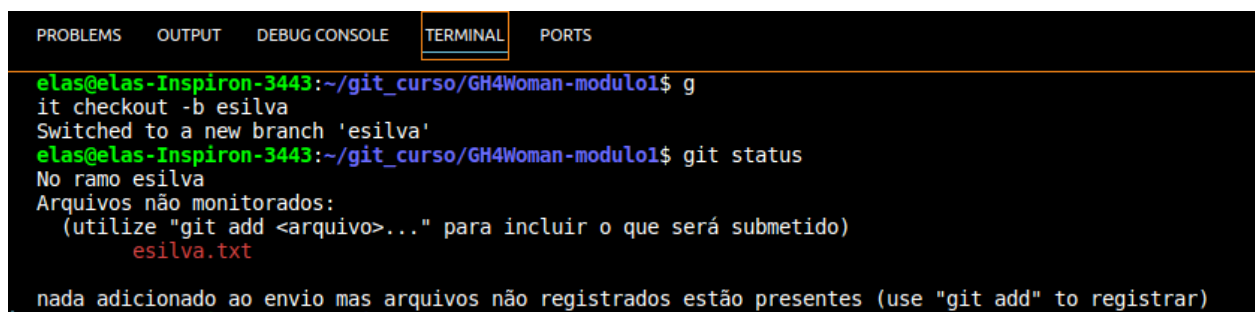 PROBLEMS OUTPUT DEBUG CONSOLE TERMINAL PORTS
elas@elas-Inspiron-3443:~/git_curso/GH4Woman-modulo1$ g
it checkout -b esilva
Switched to a new branch 'esilva'
elas@elas-Inspiron-3443:~/git_curso/GH4Woman-modulo1$ git status
No ramo esilva
Arquivos não monitorados:
  (utilize "git add <arquivo>..." para incluir o que será submetido)
        esilva.txt
nada adicionado ao envio mas arquivos não registrados estão presentes (use "git add" to registrar)